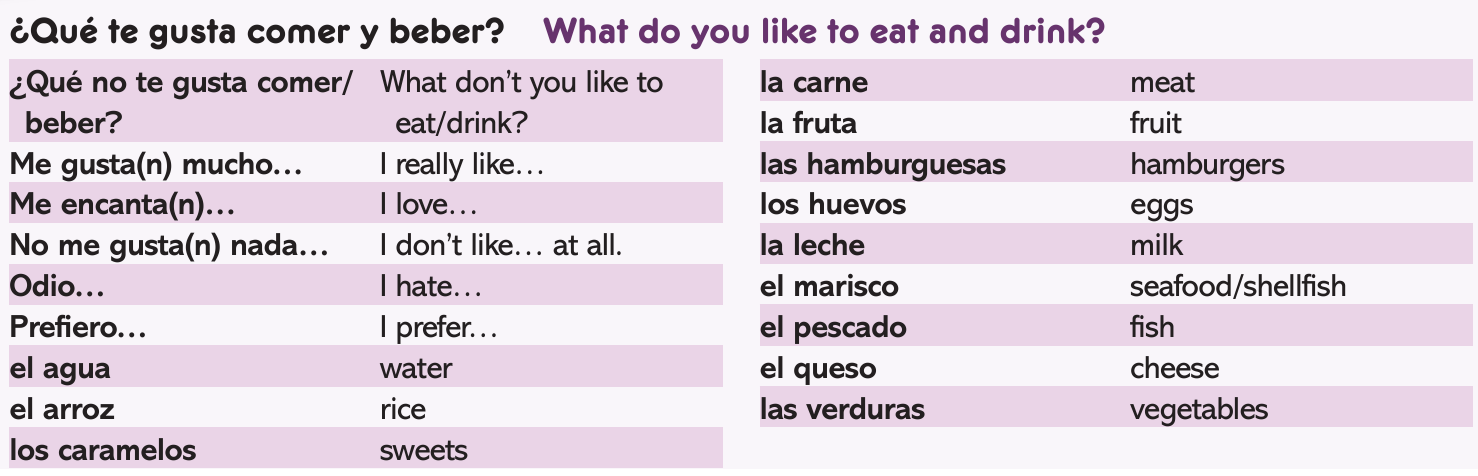 ¿Qué te gusta comer y beber? What do you like to eat and drink?
¿Qué no te gusta comer/ What don’t you like to
beber? eat/drink?
Me gusta(n) mucho… I really like…
Me encanta(n)… I love…
No me gusta(n) nada… I don’t like… at all.
Odio… I hate…
Prefiero… I prefer…
el agua water
el arroz rice
los caramelos sweets
la carne meat
la fruta fruit
las hamburguesas hamburgers
los huevos eggs
la leche milk
el marisco seafood/shellfish
el pescado fish
el queso cheese
las verduras vegetables